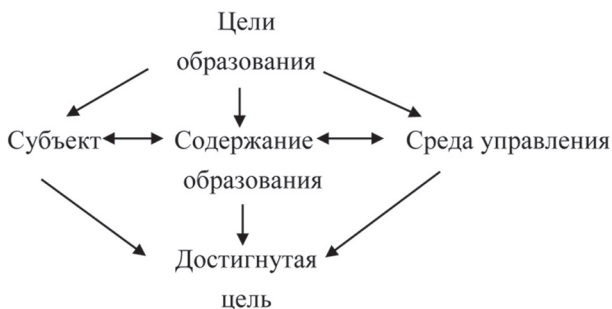 Цели
образования
Субъект Содержание Среда управления
образования
Достигнутая
цель